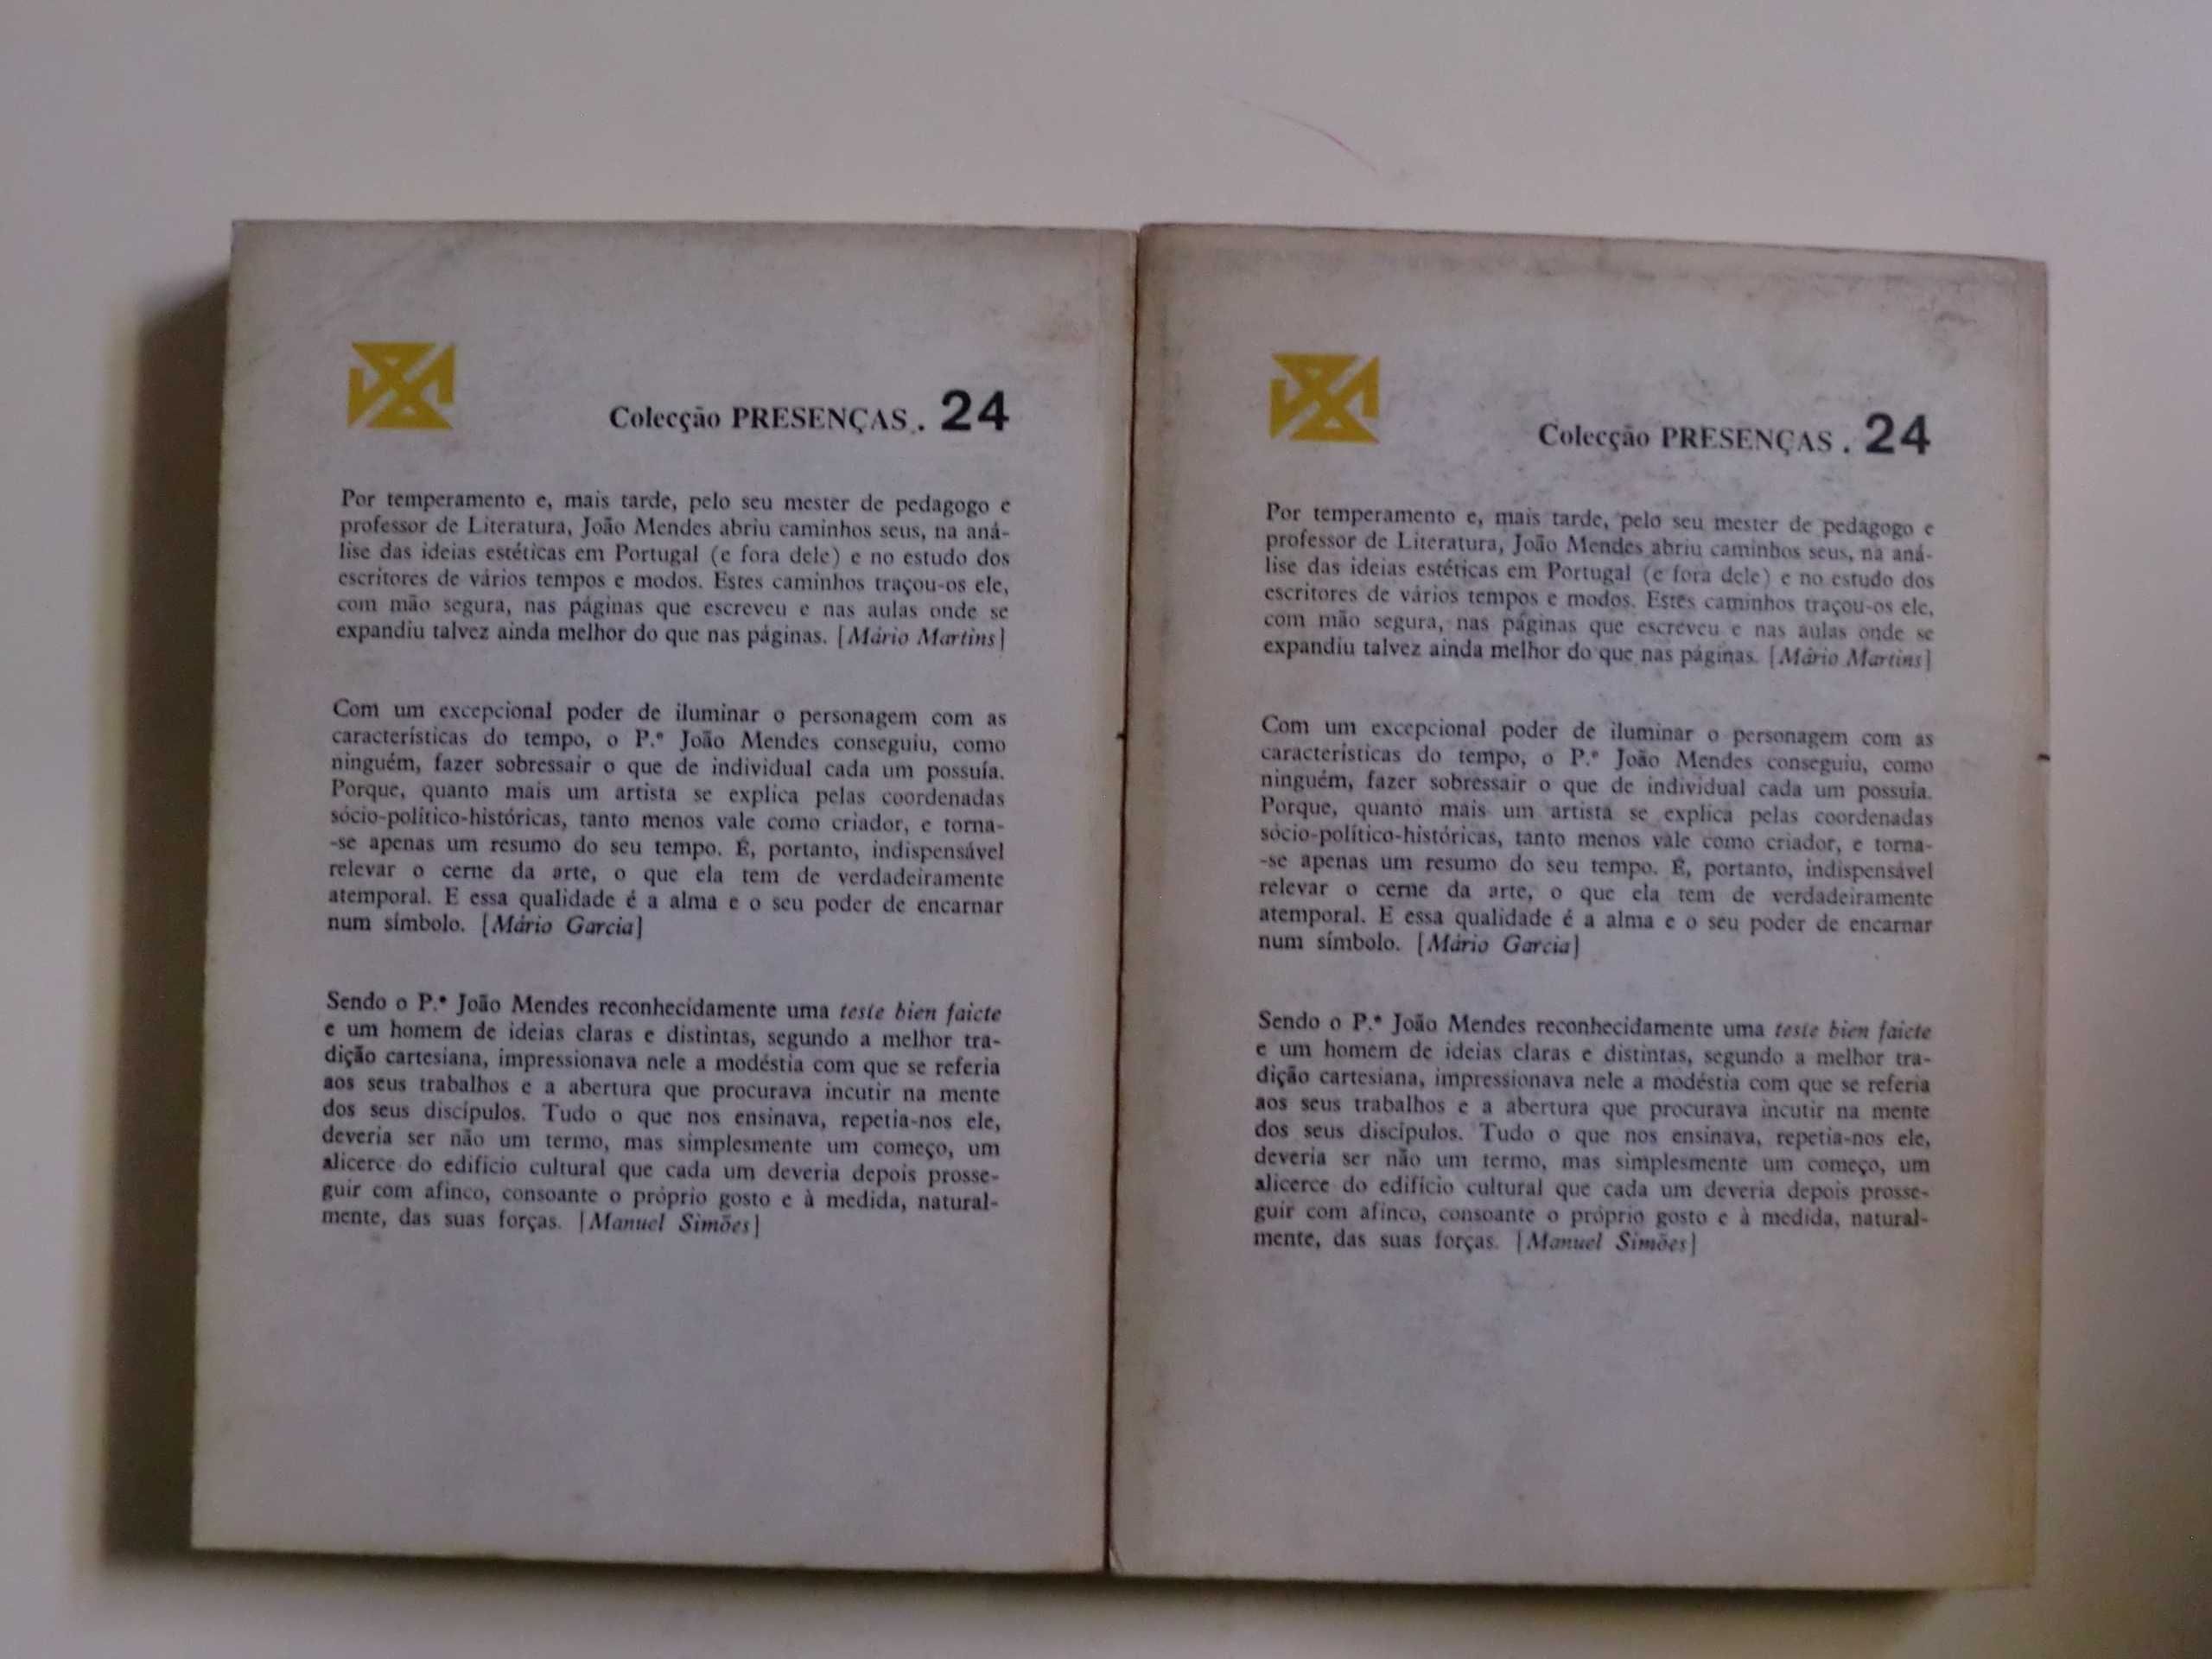 Colecção PRESENÇAS . 24
Por temperamento e, mais tarde, pelo seu mester de pedagogo e
professor de Literatura, João Mendes abriu caminhos seus, na aná-
lise das ideias estéticas em Portugal (e fora dele) e no estudo dos
escritores de vários tempos e modos. Estes caminhos traçou-os ele,
com mão segura, nas páginas que escreveu e nas aulas onde se
expandiu talvez ainda melhor do que nas páginas. [Mário Martins]
Com um excepcional poder de iluminar o personagem com as
características do tempo, o P.e João Mendes conseguiu, como
ninguém, fazer sobressair o que de individual cada um possuía.
Porque, quanto mais um artista se explica pelas coordenadas
sócio-político-históricas, tanto menos vale como criador, e torna-
-se apenas um resumo do seu tempo. É, portanto, indispensável
relevar o cerne da arte, o que ela tem de verdadeiramente
atemporal. E essa qualidade é a alma e o seu poder de encarnar
num símbolo. [Mário Garcia]
Sendo o P.e João Mendes reconhecidamente uma teste bien faicte
e um homem de ideias claras e distintas, segundo a melhor tra-
dição cartesiana, impressionava nele a modéstia com que se referia
aos seus trabalhos e a abertura que procurava incutir na mente
dos seus discípulos. Tudo o que nos ensinava, repetia-nos ele,
deveria ser não um termo, mas simplesmente um começo, um
alicerce do edifício cultural que cada um deveria depois prosse-
guir com afinco, consoante o próprio gosto e à medida, natural-
mente, das suas forças. [Manuel Simões]
Colecção PRESENÇAS . 24
Por temperamento e, mais tarde, pelo seu mester de pedagogo e
professor de Literatura, João Mendes abriu caminhos seus, na aná-
lise das ideias estéticas em Portugal (e fora dele) e no estudo dos
escritores de vários tempos e modos. Estes caminhos traçou-os ele,
com mão segura, nas páginas que escreveu e nas aulas onde se
expandiu talvez ainda melhor do que nas páginas. [Mário Martins]
Com um excepcional poder de iluminar o personagem com as
características do tempo, o P.e João Mendes conseguiu, como
ninguém, fazer sobressair o que de individual cada um possuía.
Porque, quanto mais um artista se explica pelas coordenadas
sócio-político-históricas, tanto menos vale como criador, e torna-
-se apenas um resumo do seu tempo. É, portanto, indispensável
relevar o cerne da arte, o que ela tem de verdadeiramente
atemporal. E essa qualidade é a alma e o seu poder de encarnar
num símbolo. [Mário Garcia]
Sendo o P.e João Mendes reconhecidamente uma teste bien faicte
e um homem de ideias claras e distintas, segundo a melhor tra-
dição cartesiana, impressionava nele a modéstia com que se referia
aos seus trabalhos e a abertura que procurava incutir na mente
dos seus discípulos. Tudo o que nos ensinava, repetia-nos ele,
deveria ser não um termo, mas simplesmente um começo, um
alicerce do edifício cultural que cada um deveria depois prosse-
guir com afinco, consoante o próprio gosto e à medida, natural-
mente, das suas forças. [Manuel Simões]